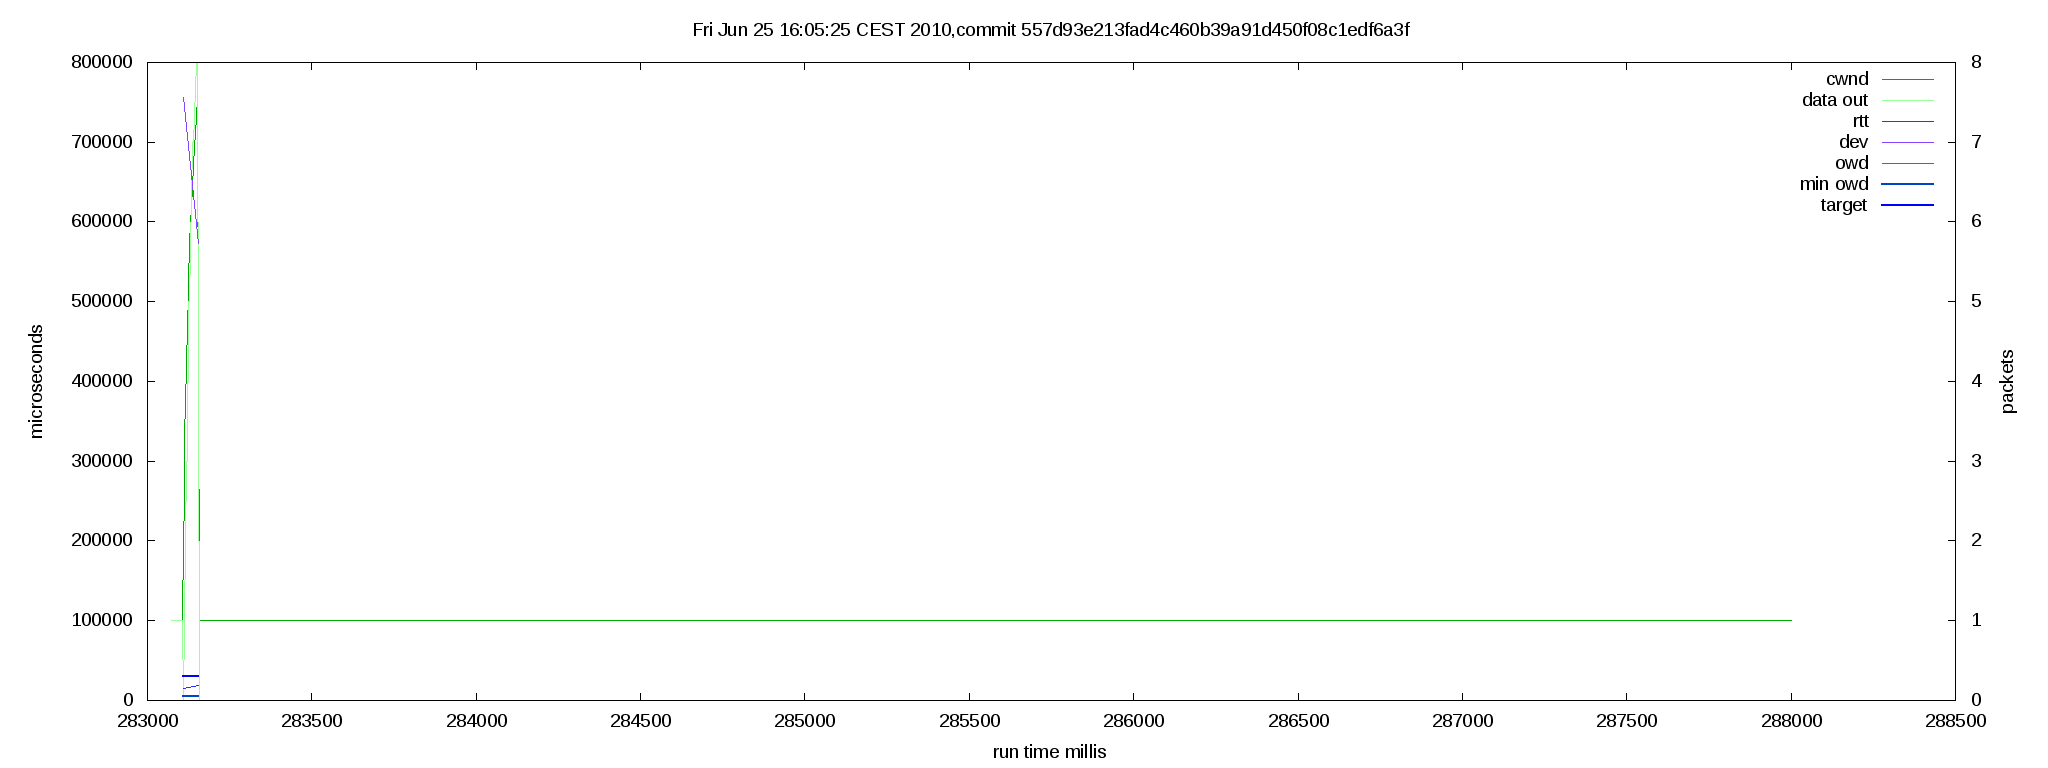 Fri Jun 25 16:05:25 CEST 2010,commit 557d93e213fad4c460b39a91d450f08c1edf6a3f
800000
700000
600000
500000
400000
300000
200000
100000
0
microseconds
8
7
6
5
4
3
2
1
0
packets
cwnd
data out
rtt
dev
owd
min owd
target
283000 283500 284000 284500 285000 285500 286000 286500 287000 287500 288000 288500
run time millis